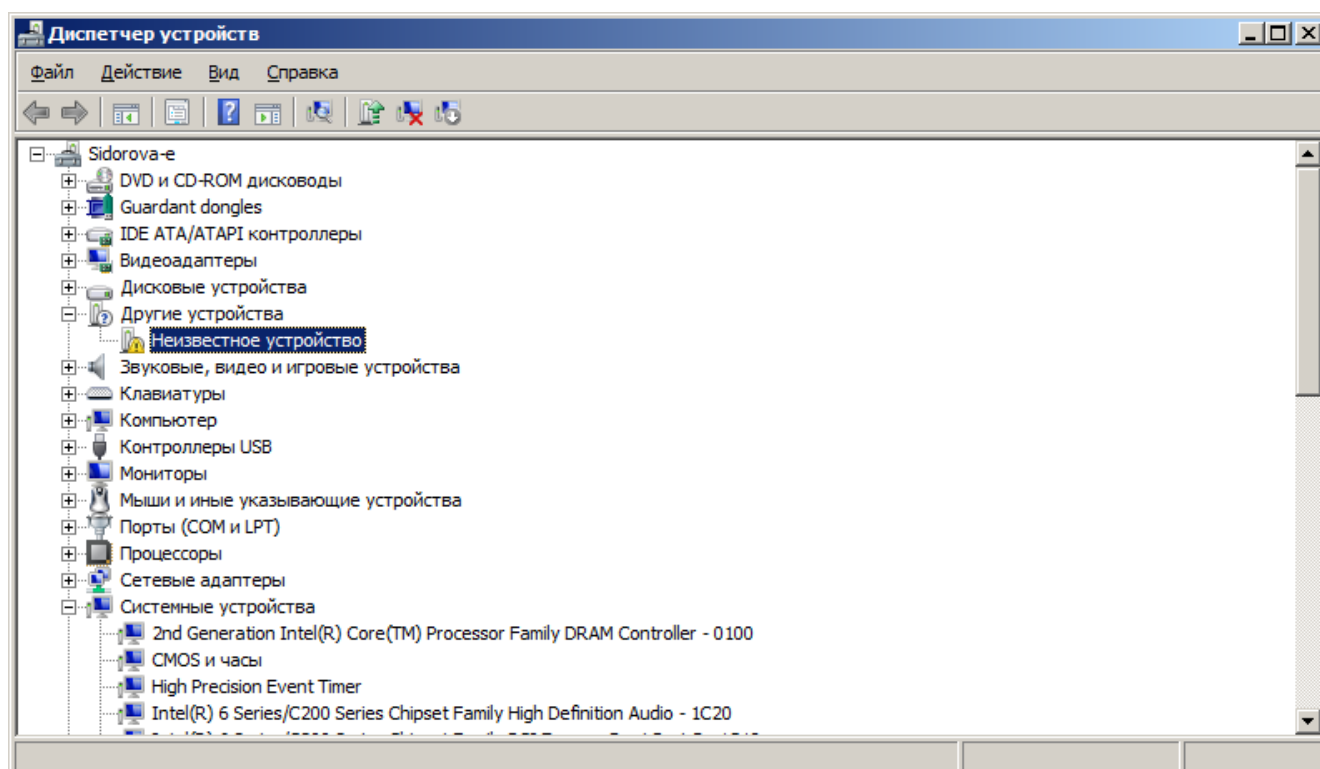 Диспетчер устройств
Файл Действие Вид Справка
Sidorova-e
DVD и CD-ROM дисководы
Guardant dongles
IDE ATA/ATAPI контроллеры
Видеоадаптеры
Дисковые устройства
Другие устройства
Неизвестное устройство
Звуковые, видео и игровые устройства
Клавиатуры
Компьютер
Контроллеры USB
Мониторы
Мыши и иные указывающие устройства
Порты (COM и LPT)
Процессоры
Сетевые адаптеры
Системные устройства
2nd Generation Intel(R) Core(TM) Processor Family DRAM Controller - 0100
CMOS и часы
High Precision Event Timer
Intel(R) 6 Series/C200 Series Chipset Family High Definition Audio - 1C20